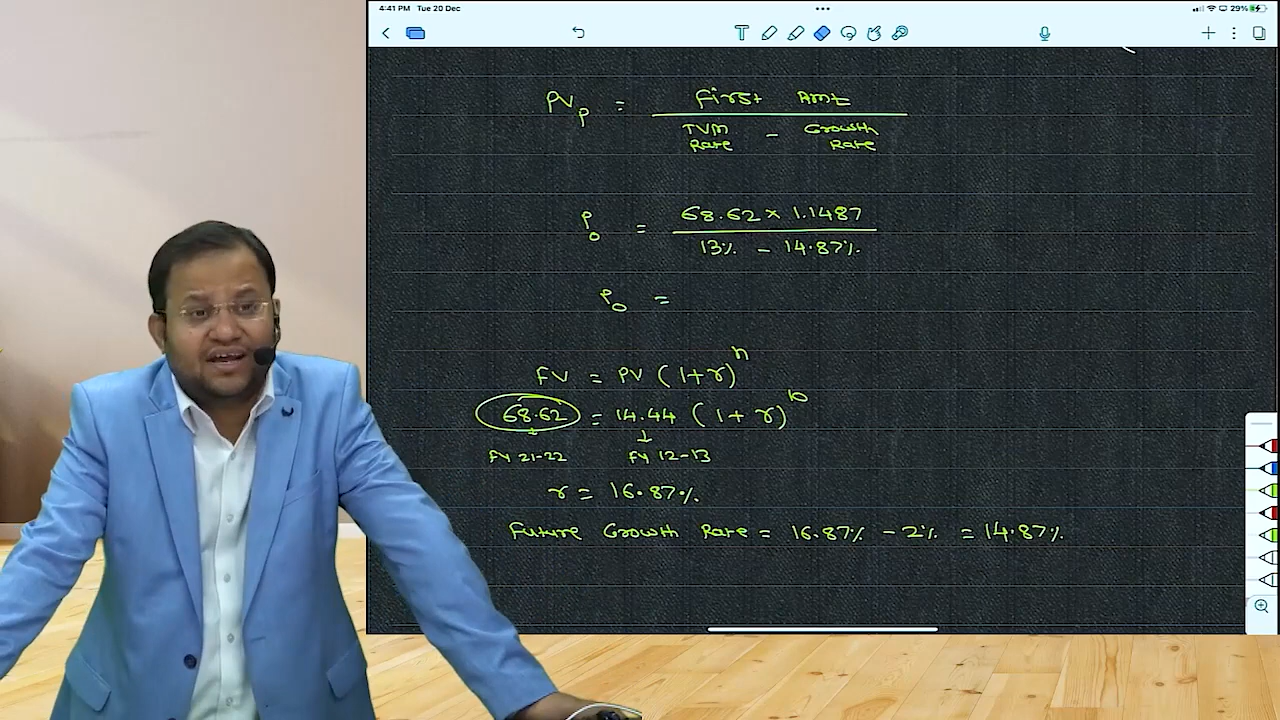 4:41 PM Tue 20 Dec
29%
T
PVp = First Amt
TVM Rate - Growth Rate
P0 = 68.62 x 1.1487
13% - 14.87%
P0 =
FV = PV (1+r)^n
68.62 = 14.44 (1+r)^10
FY 21-22 FY 12-13
r = 16.87%
Future Growth Rate = 16.87% - 2% = 14.87%